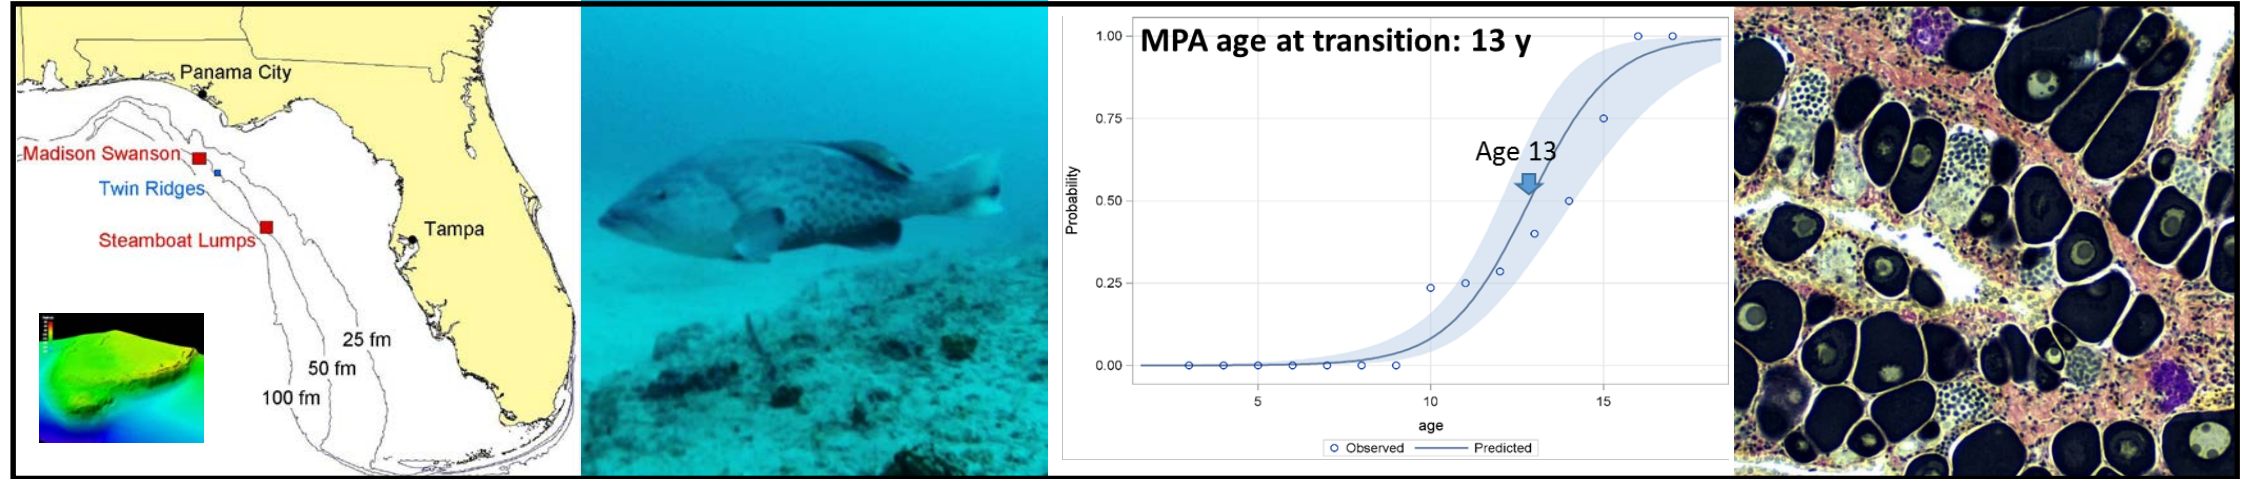 Panama City
Madison Swanson
Twin Ridges
Steamboat Lumps
Tampa
25 fm
50 fm
100 fm
MPA age at transition: 13 y
Age 13
Probability
1.00
0.75
0.50
0.25
0.00
5 10 15
age
Observed Predicted